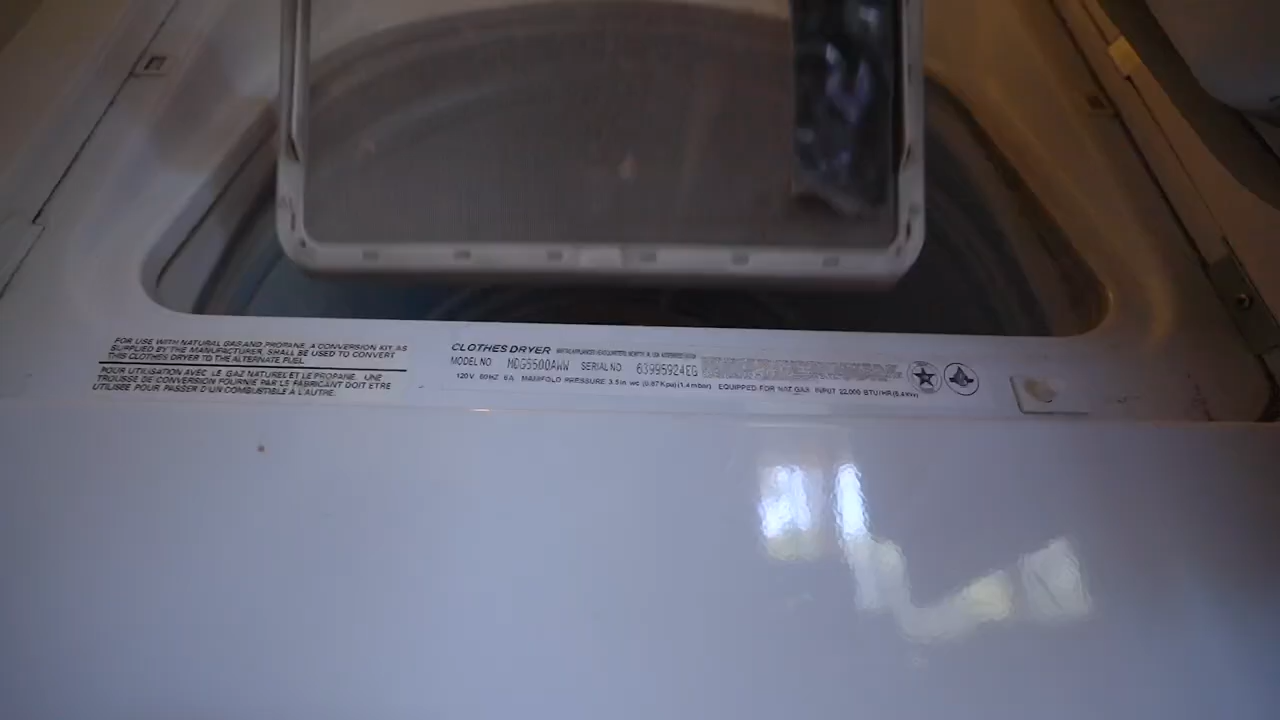 FOR USE WITH NATURAL GAS AND PROPANE. A CONVERSION KIT, AS
SUPPLIED BY THE MANUFACTURER, SHALL BE USED TO CONVERT
THIS CLOTHES DRYER TO THE ALTERNATE FUEL.
POUR UTILISATION AVEC LE GAZ NATUREL ET LE PROPANE. UNE
TROUSSE DE CONVERSION FOURNIE PAR LE FABRICANT DOIT ETRE
UTILISEE POUR PASSER D'UN COMBUSTIBLE A L'AUTRE.
CLOTHES DRYER
MODEL NO MDG5500AWW SERIAL NO 63995924EG
120V 60HZ 6A MANIFOLD PRESSURE 3.5 in wc (0.87 Kpa) (1.4 mbar) EQUIPPED FOR NAT GAS INPUT 22,000 BTU/HR